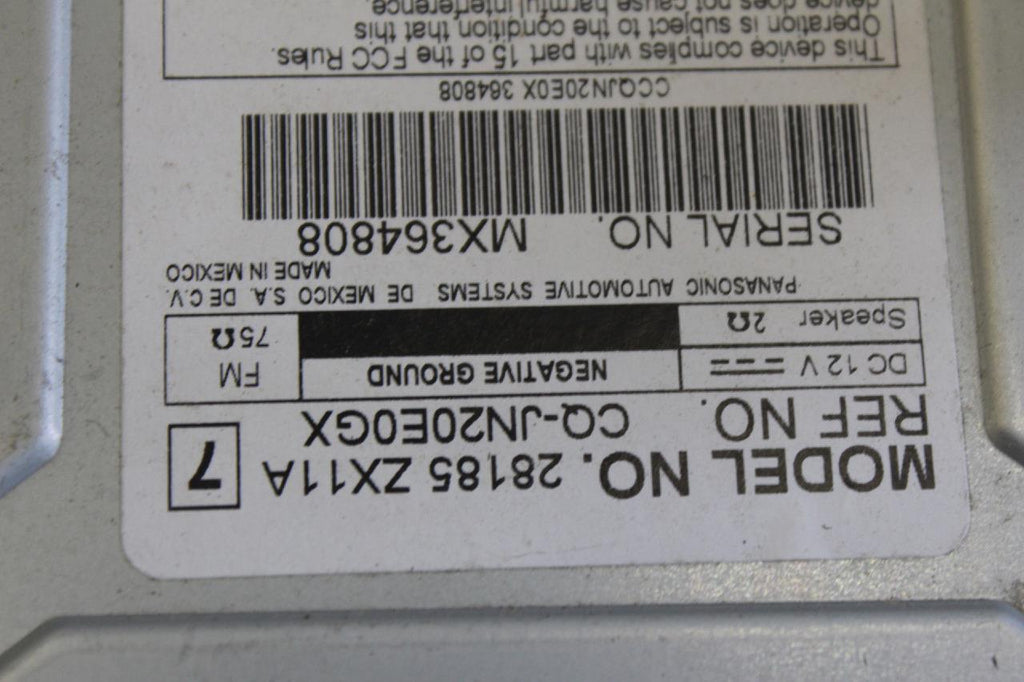 MODEL NO. 28185 ZX11A 7
REF NO. CQ-JN20E0GX
DC 12 V NEGATIVE GROUND FM
Speaker 2Ω 75Ω
PANASONIC AUTOMOTIVE SYSTEMS DE MEXICO S.A. DE C.V.
MADE IN MEXICO
SERIAL NO. MX364808
CCQJN20E0X 364808
This device complies with part 15 of the FCC Rules.
Operation is subject to the condition that this
device does not cause harmful interference.